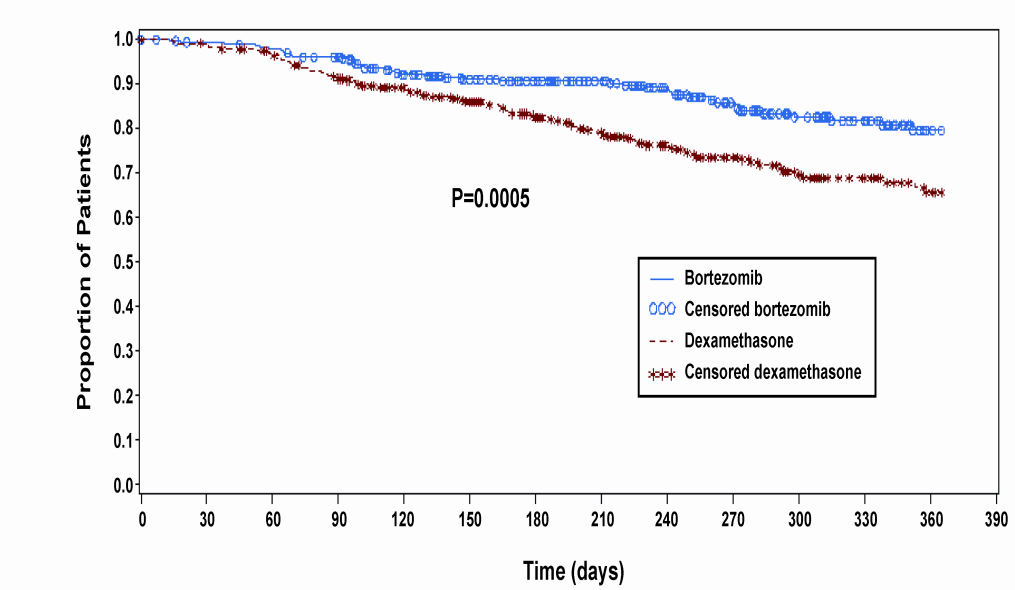 1.0
0.9
0.8
0.7
0.6
0.5
0.4
0.3
0.2
0.1
0.0
Proportion of Patients
P=0.0005
Bortezomib
Censored bortezomib
Dexamethasone
Censored dexamethasone
0 30 60 90 120 150 180 210 240 270 300 330 360 390
Time (days)